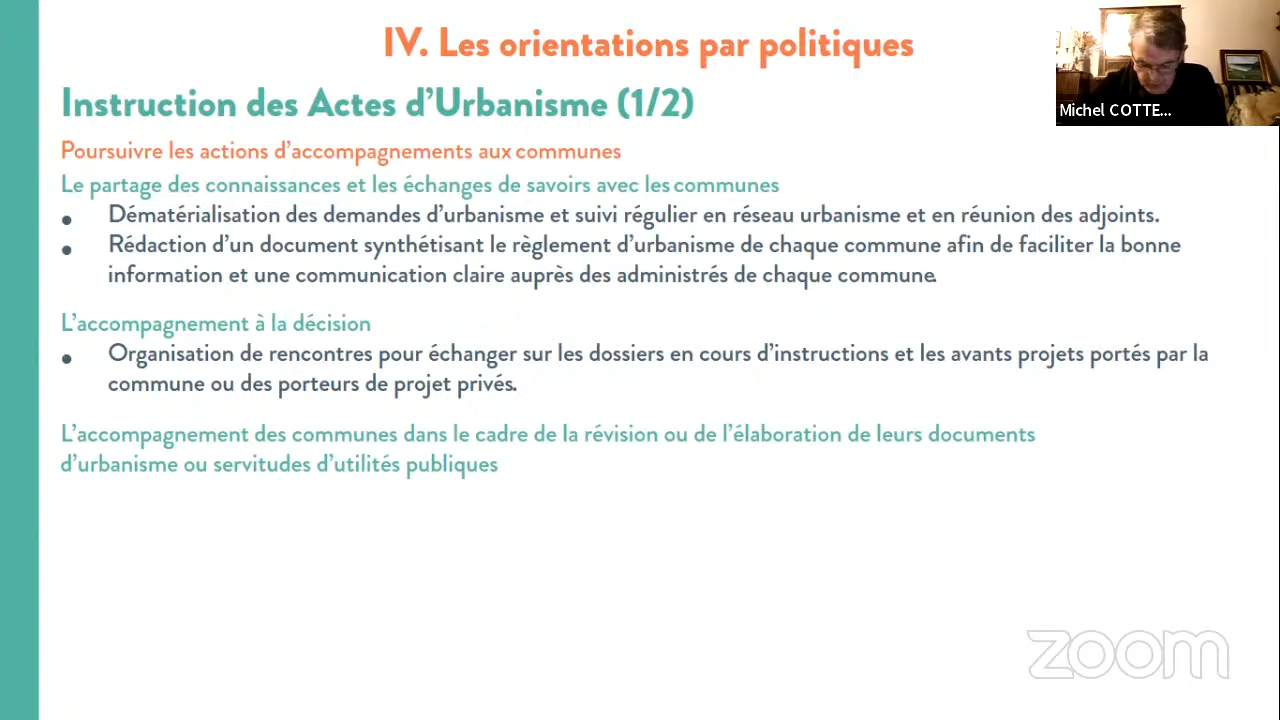 IV. Les orientations par politiques
Instruction des Actes d’Urbanisme (1/2)
Michel COTTE...
Poursuivre les actions d’accompagnements aux communes
Le partage des connaissances et les échanges de savoirs avec les communes
• Dématérialisation des demandes d’urbanisme et suivi régulier en réseau urbanisme et en réunion des adjoints.
• Rédaction d’un document synthétisant le règlement d’urbanisme de chaque commune afin de faciliter la bonne
information et une communication claire auprès des administrés de chaque commune.
L’accompagnement à la décision
• Organisation de rencontres pour échanger sur les dossiers en cours d’instructions et les avants projets portés par la
commune ou des porteurs de projet privés.
L’accompagnement des communes dans le cadre de la révision ou de l’élaboration de leurs documents
d’urbanisme ou servitudes d’utilités publiques
zoom